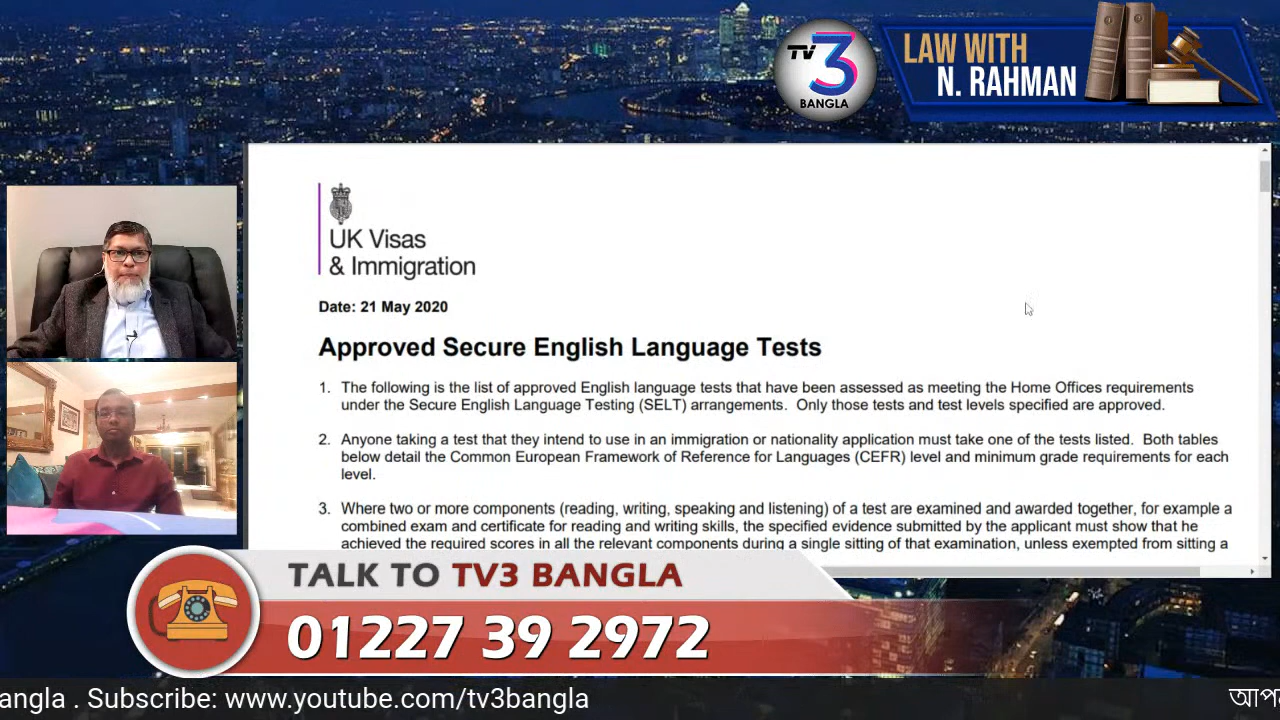 TV3
BANGLA
LAW WITH
N. RAHMAN
UK Visas
& Immigration
Date: 21 May 2020
Approved Secure English Language Tests
1. The following is the list of approved English language tests that have been assessed as meeting the Home Offices requirements
under the Secure English Language Testing (SELT) arrangements. Only those tests and test levels specified are approved.
2. Anyone taking a test that they intend to use in an immigration or nationality application must take one of the tests listed. Both tables
below detail the Common European Framework of Reference for Languages (CEFR) level and minimum grade requirements for each
level.
3. Where two or more components (reading, writing, speaking and listening) of a test are examined and awarded together, for example a
combined exam and certificate for reading and writing skills, the specified evidence submitted by the applicant must show that he
achieved the required scores in all the relevant components during a single sitting of that examination, unless exempted from sitting a
TALK TO TV3 BANGLA
01227 39 2972
angla . Subscribe: www.youtube.com/tv3bangla